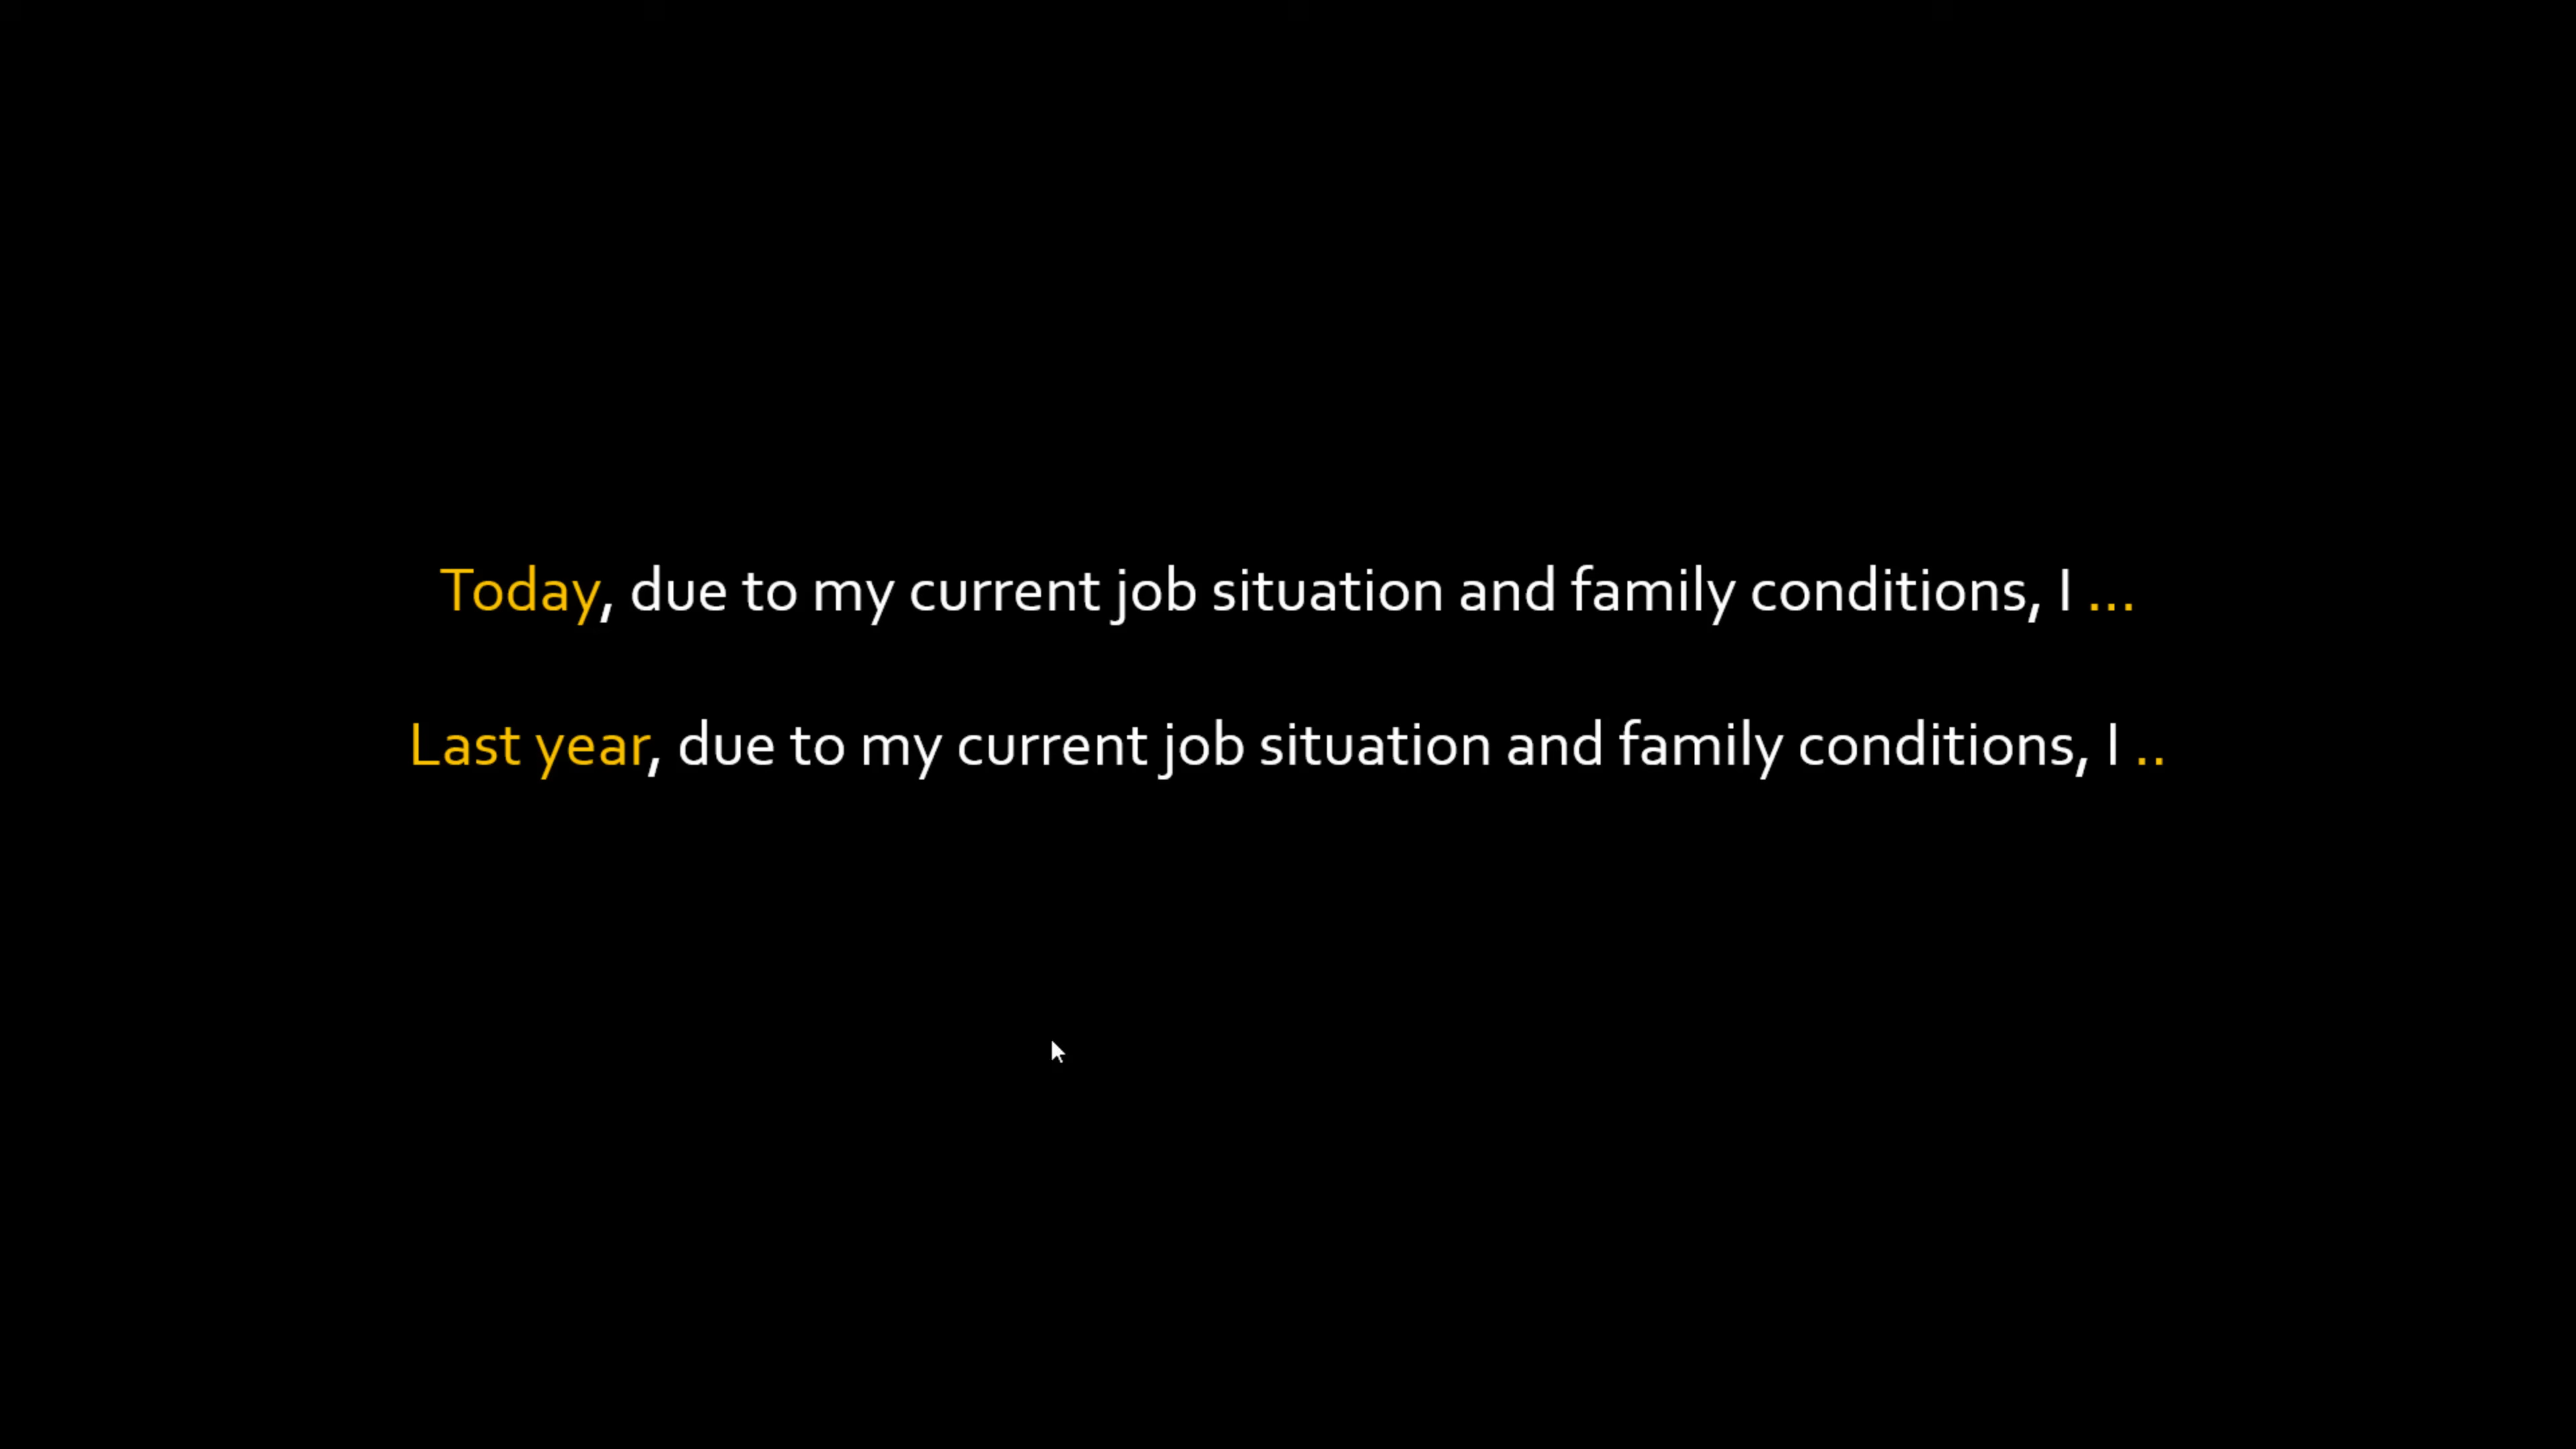 Today, due to my current job situation and family conditions, I ...
Last year, due to my current job situation and family conditions, I ..